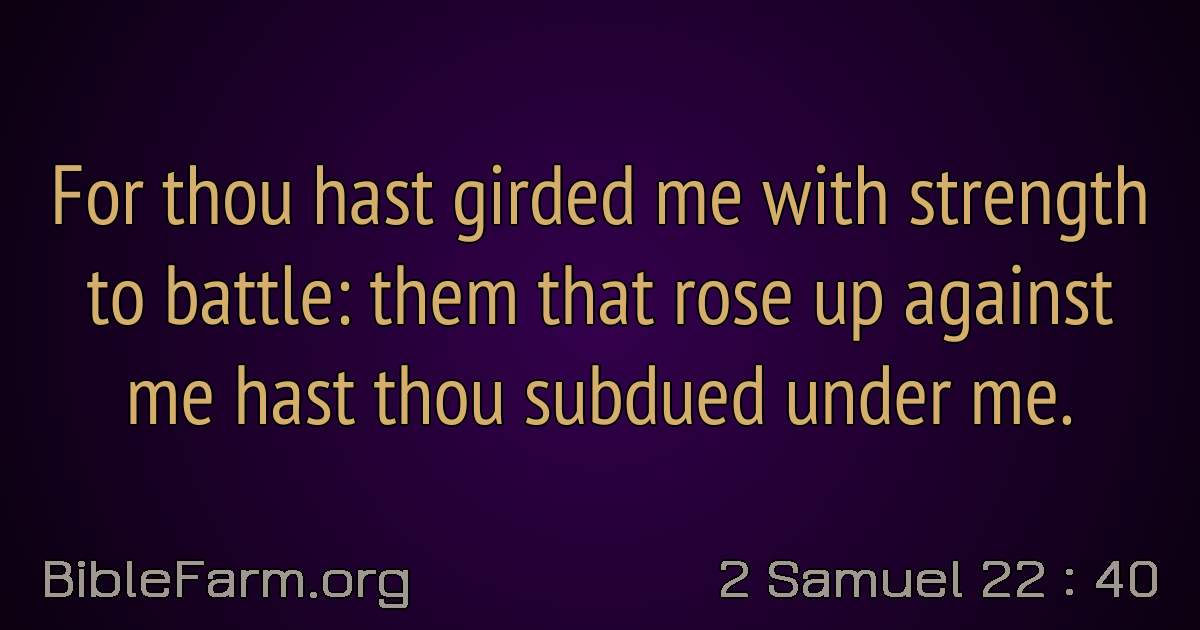 For thou hast girded me with strength
to battle: them that rose up against
me hast thou subdued under me.
BibleFarm.org
2 Samuel 22 : 40